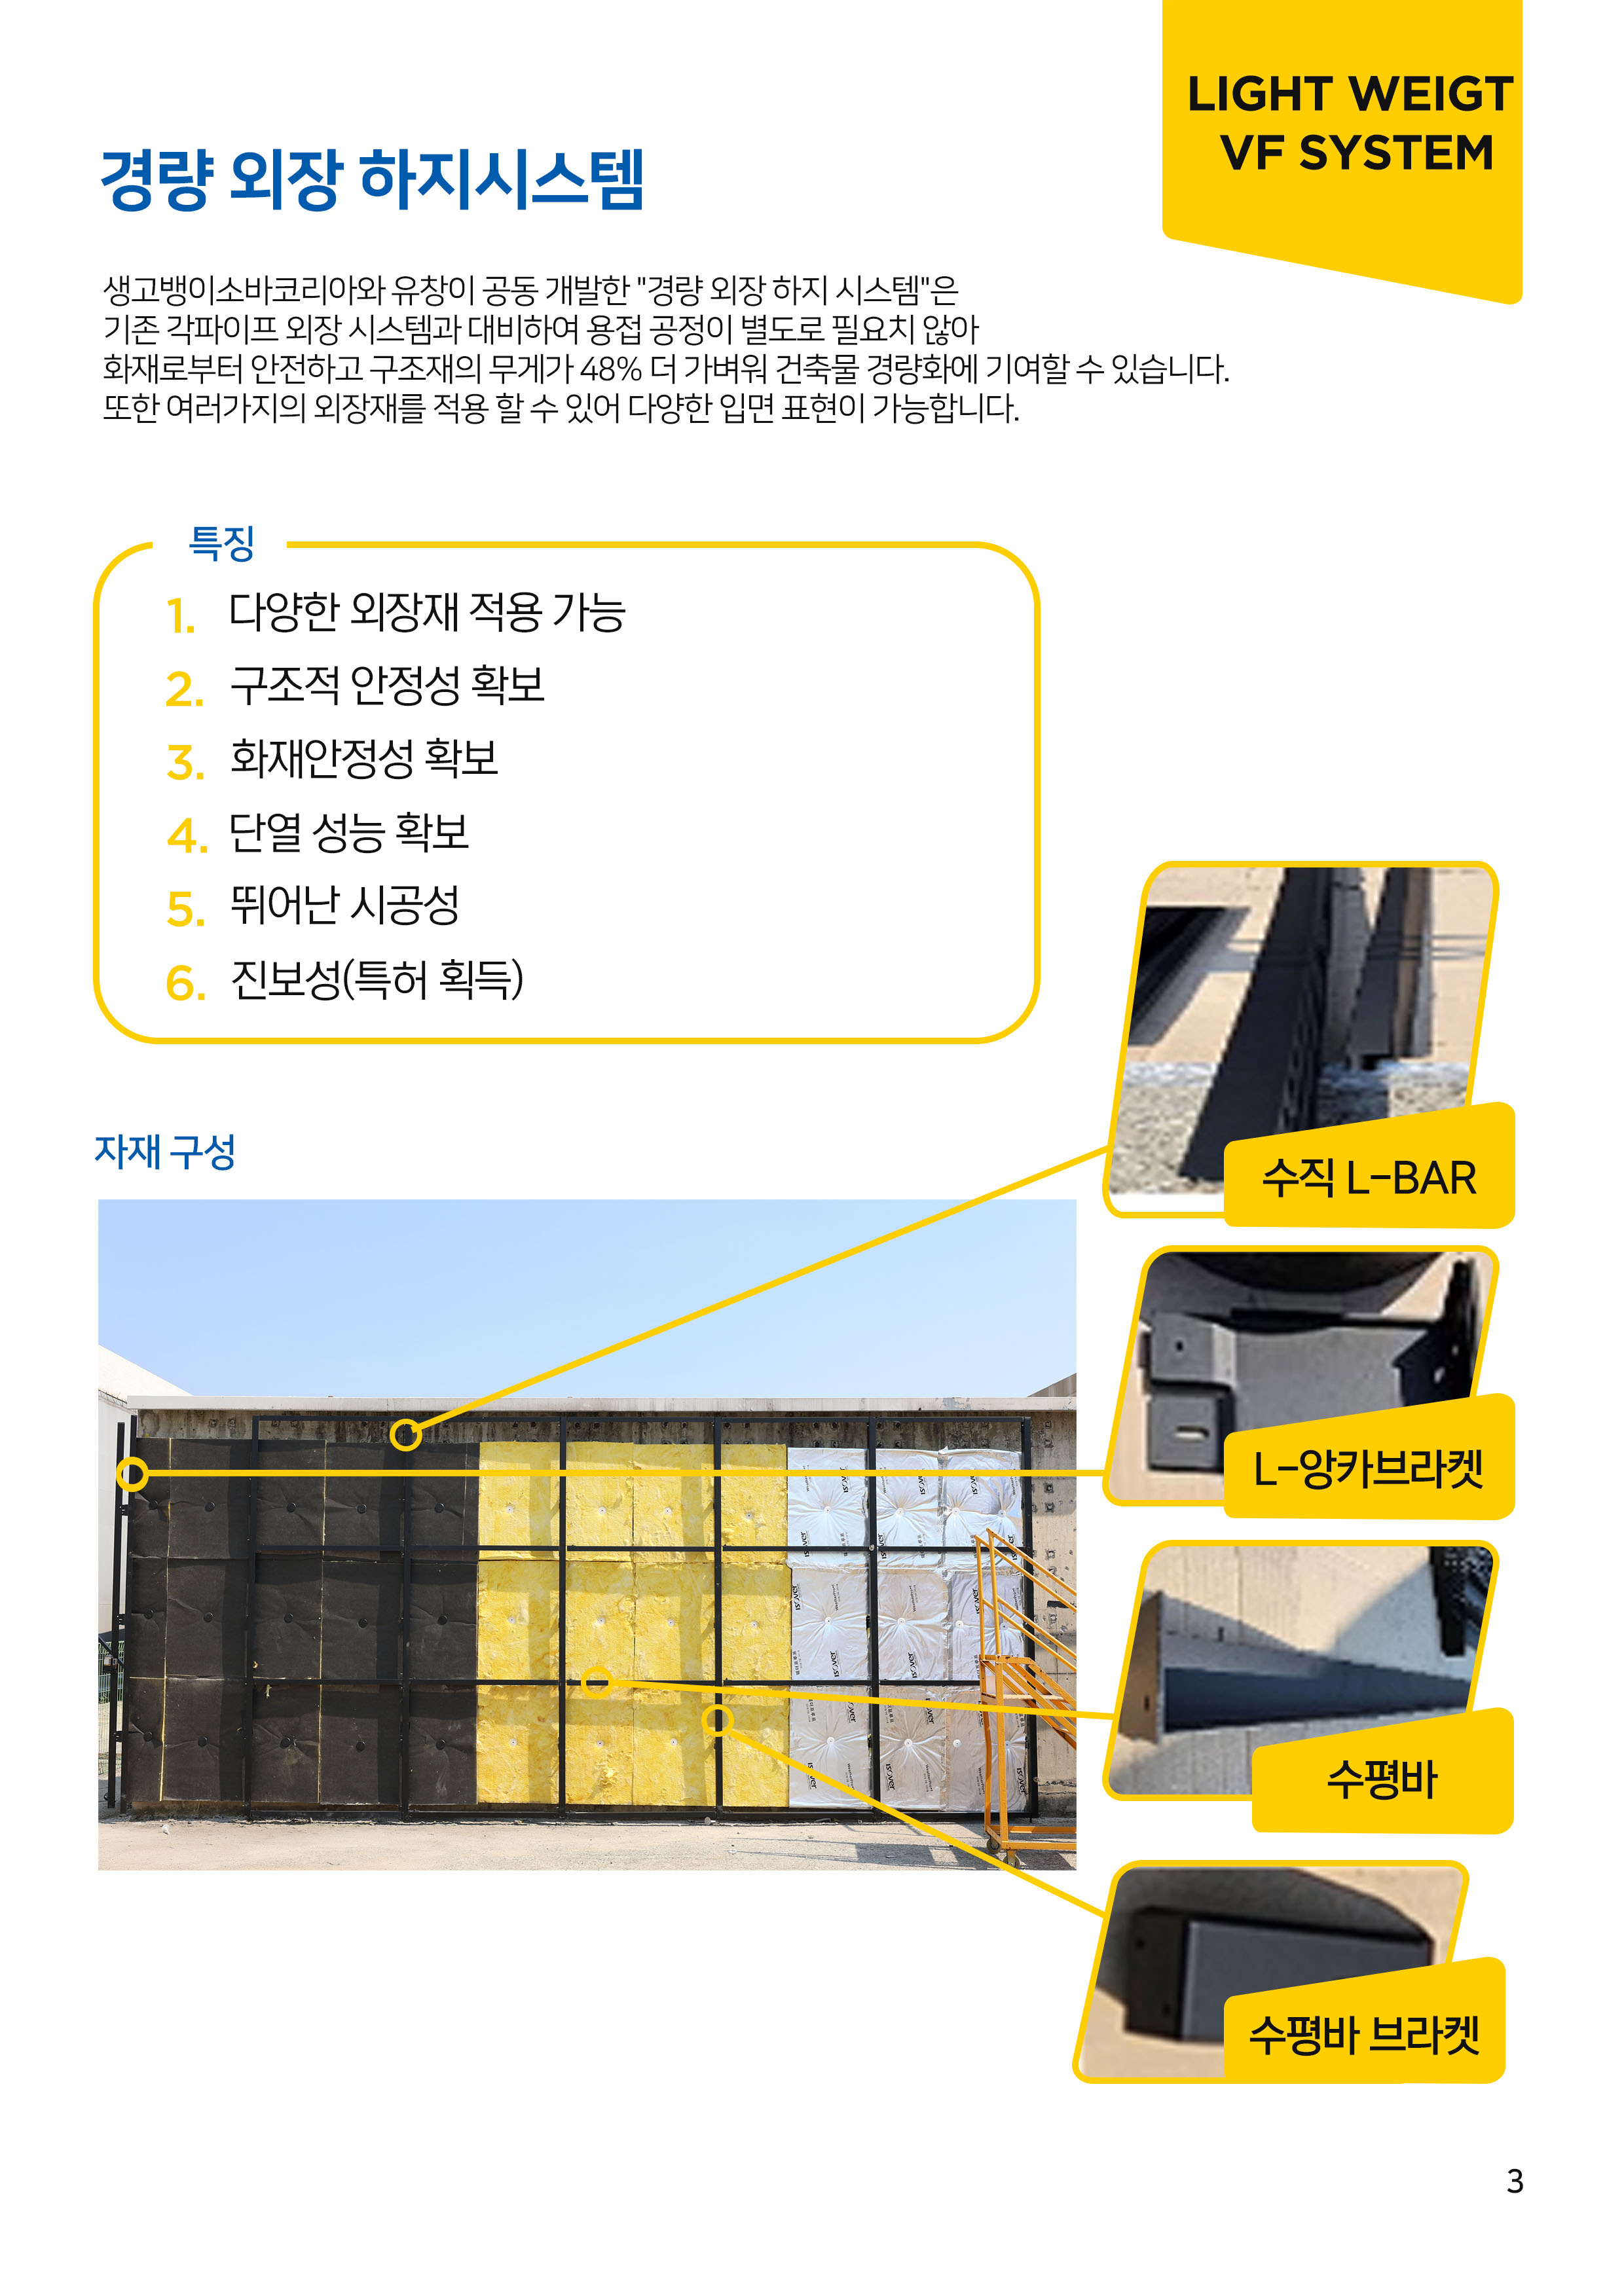 LIGHT WEIGT
VF SYSTEM
경량 외장 하지시스템
생고뱅이소바코리아와 유창이 공동 개발한 "경량 외장 하지 시스템"은
기존 각파이프 외장 시스템과 대비하여 용접 공정이 별도로 필요치 않아
화재로부터 안전하고 구조재의 무게가 48% 더 가벼워 건축물 경량화에 기여할 수 있습니다.
또한 여러가지의 외장재를 적용 할 수 있어 다양한 입면 표현이 가능합니다.
특징
1. 다양한 외장재 적용 가능
2. 구조적 안정성 확보
3. 화재안정성 확보
4. 단열 성능 확보
5. 뛰어난 시공성
6. 진보성(특허 획득)
자재 구성
수직 L-BAR
L-앙카브라켓
수평바
수평바 브라켓
isover
3